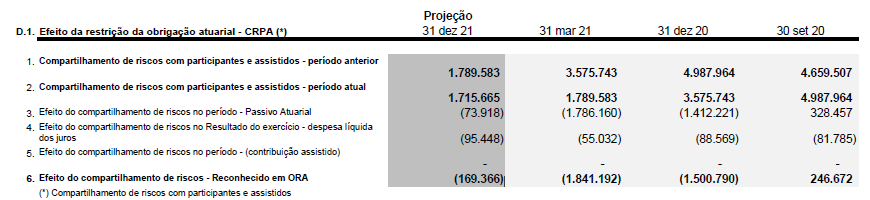 Projeção
D.1. Efeito da restrição da obrigação atuarial - CRPA (*) 31 dez 21 31 mar 21 31 dez 20 30 set 20
1. Compartilhamento de riscos com participantes e assistidos - período anterior
1.789.583 3.575.743 4.987.964 4.659.507
2. Compartilhamento de riscos com participantes e assistidos - período atual
1.715.665 1.789.583 3.575.743 4.987.964
3. Efeito do compartilhamento de riscos no período - Passivo Atuarial (73.918) (1.786.160) (1.412.221) 328.457
4. Efeito do compartilhamento de riscos no Resultado do exercício - despesa líquida
dos juros (95.448) (55.032) (88.569) (81.785)
5. Efeito do compartilhamento de riscos no período - (contribuição assistido)
- - - -
6. Efeito do compartilhamento de riscos - Reconhecido em ORA (169.366) (1.841.192) (1.500.790) 246.672
(*) Compartilhamento de riscos com participantes e assistidos